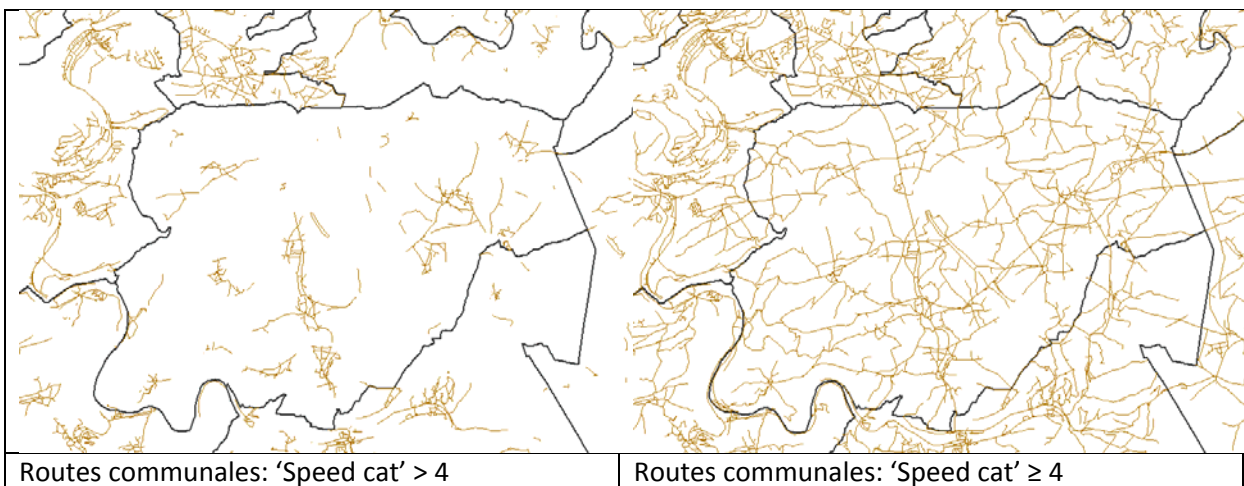 Routes communales: ‘Speed cat’ > 4
Routes communales: ‘Speed cat’ ≥ 4